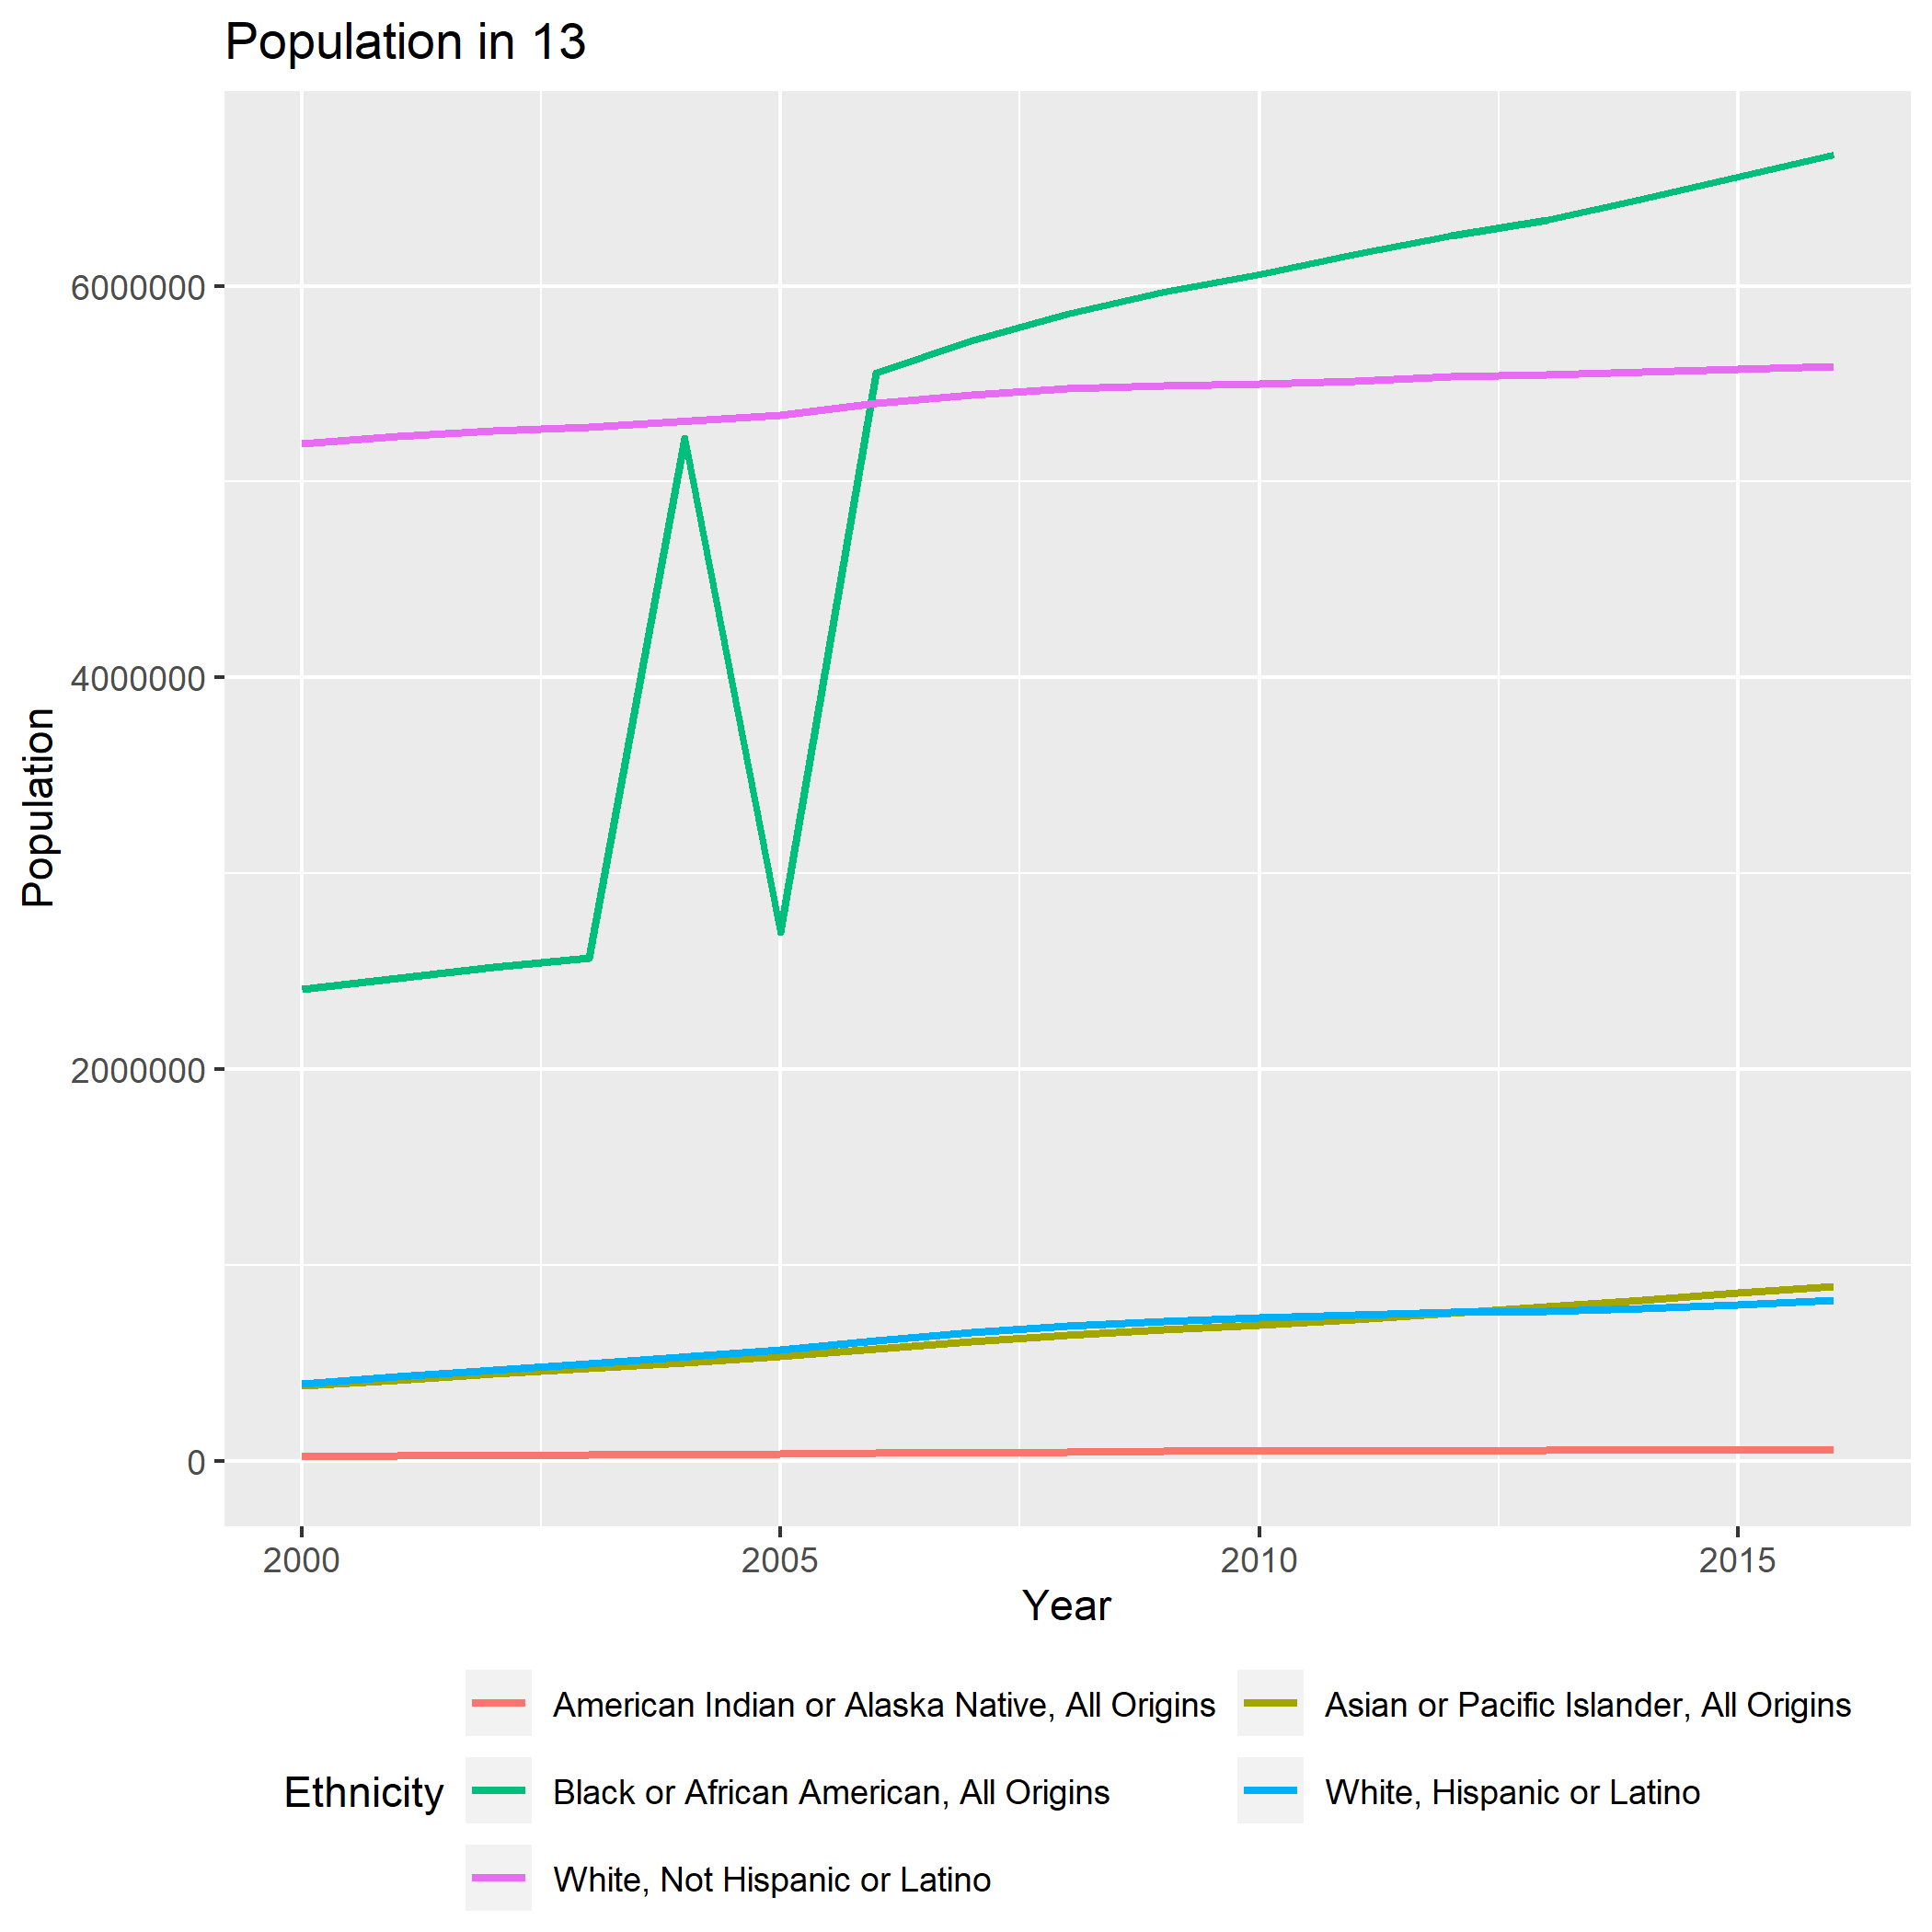 Population in 13
6000000
4000000
2000000
0
Population
2000 2005 2010 2015
Year
Ethnicity
American Indian or Alaska Native, All Origins
Asian or Pacific Islander, All Origins
Black or African American, All Origins
White, Hispanic or Latino
White, Not Hispanic or Latino